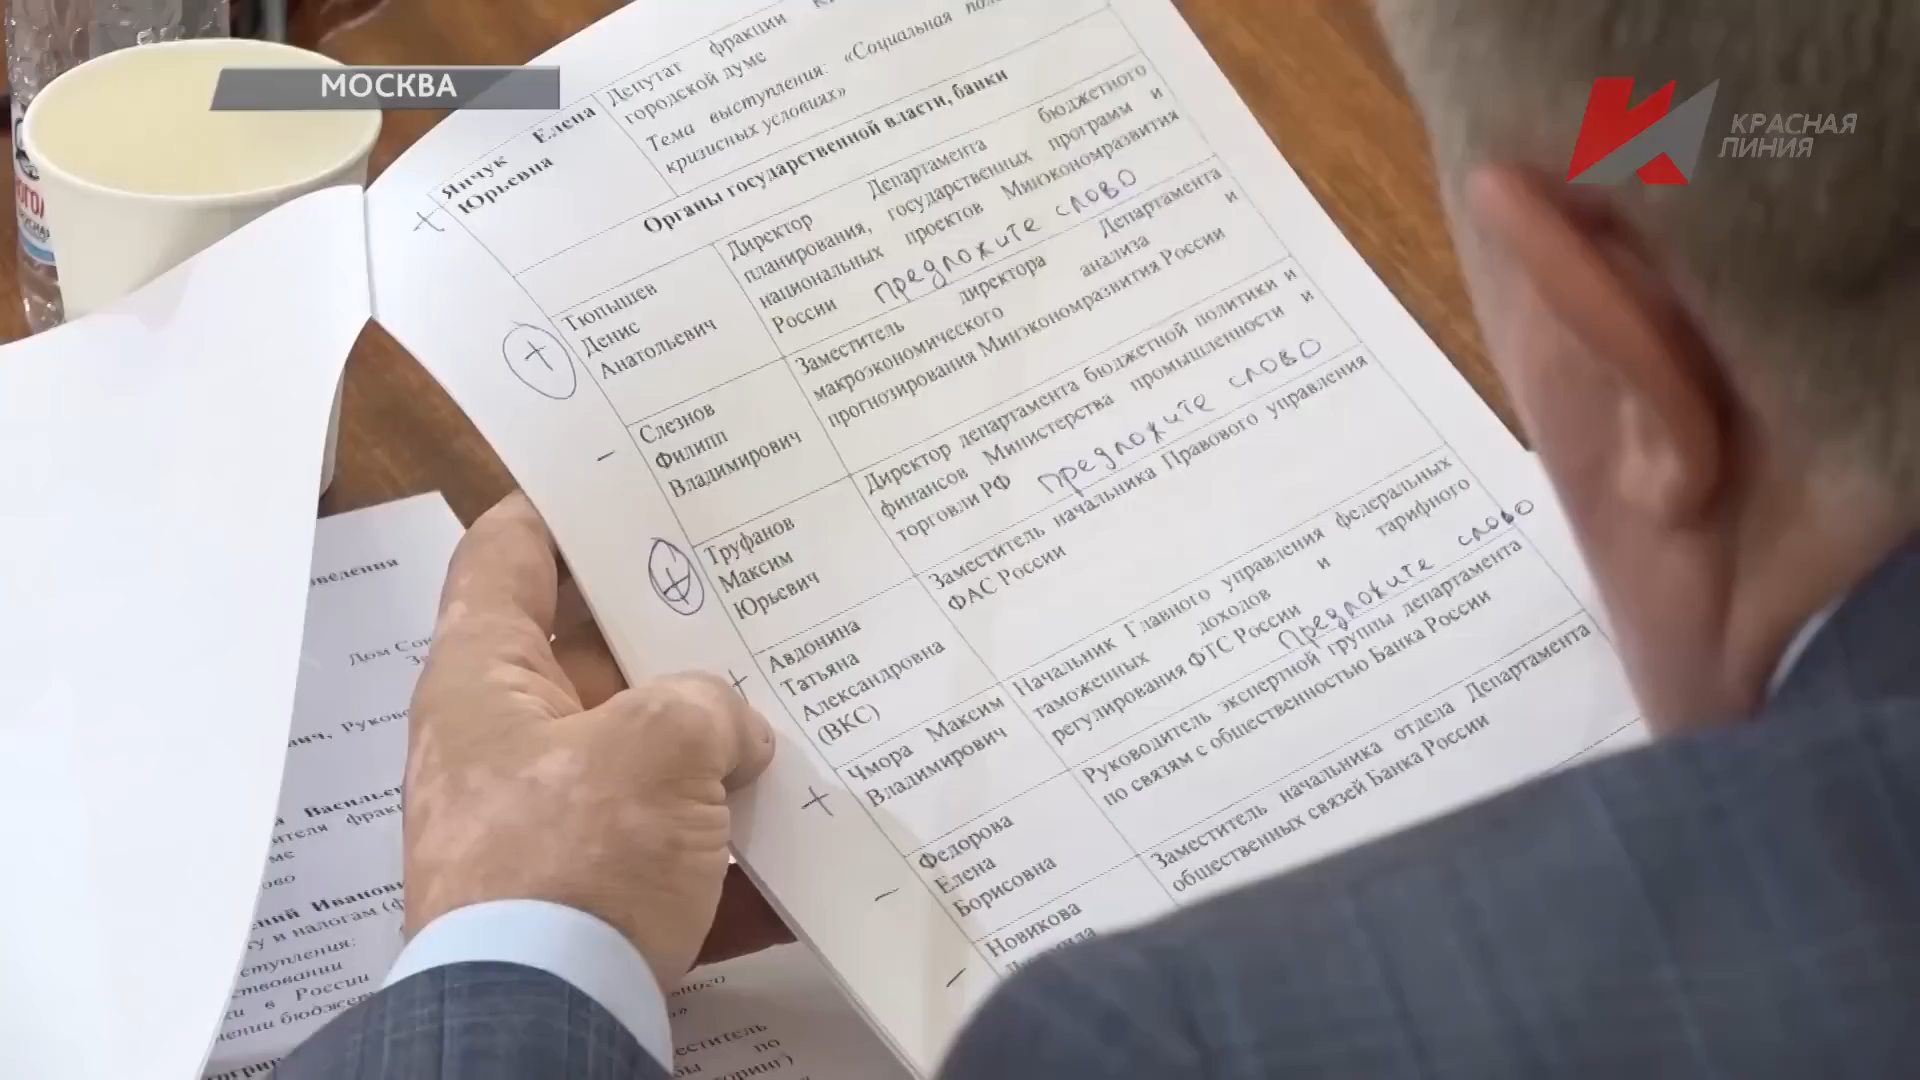 МОСКВА
КРАСНАЯ
ЛИНИЯ
Янчук Елена
Юрьевна
Депутат фракции
городской думе
Тема выступления: «Социальная
кризисных условиях»
Органы государственной власти, банки
Тюпышев
Денис
Анатольевич
Директор Департамента бюджетного
планирования, государственных программ и
национальных проектов Минэкономразвития
России предложите слово
Слезнов
Филипп
Владимирович
Заместитель директора Департамента
макроэкономического анализа и
прогнозирования Минэкономразвития России
Труфанов
Максим
Юрьевич
Директор департамента бюджетной политики и
финансов Министерства промышленности и
торговли РФ предложите слово
Авдонина
Татьяна
Александровна
(ВКС)
Заместитель начальника Правового управления
ФАС России
Чмора Максим
Владимирович
Начальник Главного управления федеральных
таможенных доходов и тарифного
регулирования ФТС России предложите слово
Федорова
Елена
Борисовна
Руководитель экспертной группы департамента
по связям с общественностью Банка России
Новикова
Заместитель начальника отдела Департамента
общественных связей Банка России
Дом
в России